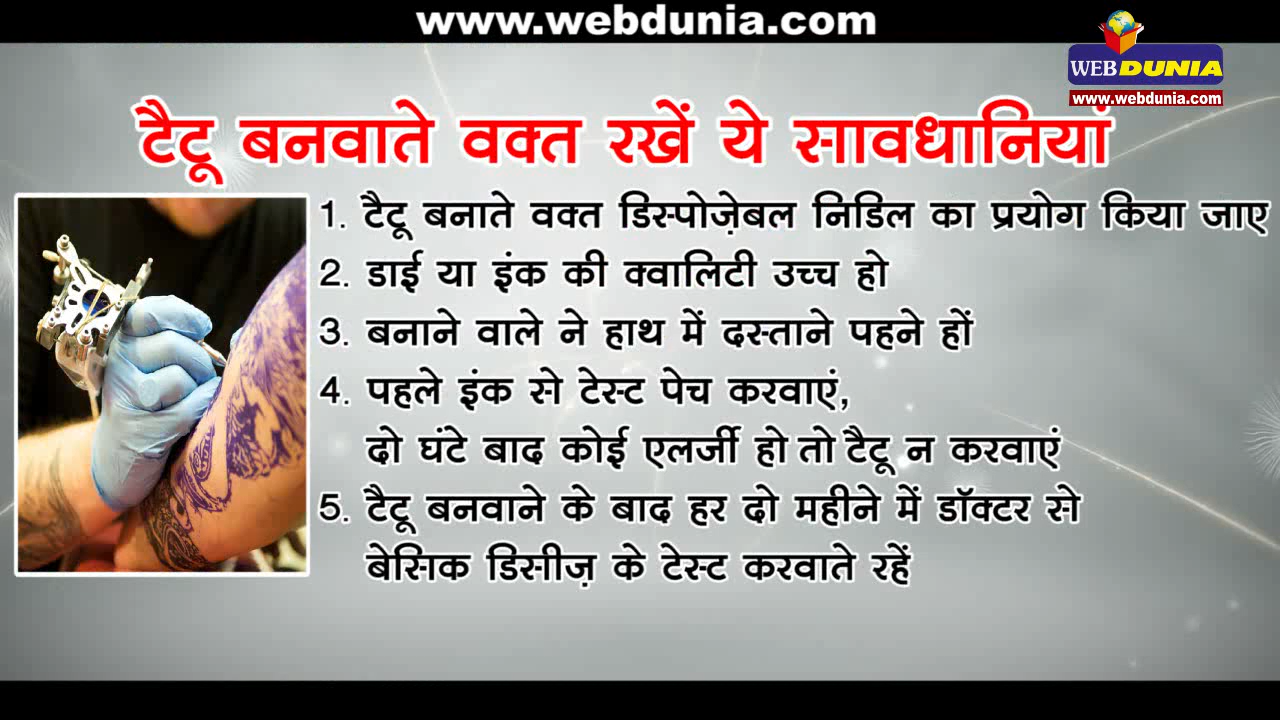 www.webdunia.com
WEBDUNIA
www.webdunia.com
टैटू बनवाते वक्त रखें ये सावधानियाँ
1. टैटू बनाते वक्त डिस्पोज़ेबल निडिल का प्रयोग किया जाए
2. डाई या इंक की क्वालिटी उच्च हो
3. बनाने वाले ने हाथ में दस्ताने पहने हों
4. पहले इंक से टेस्ट पेच करवाएं,
दो घंटे बाद कोई एलर्जी हो तो टैटू न करवाएं
5. टैटू बनवाने के बाद हर दो महीने में डॉक्टर से
बेसिक डिसीज़ के टेस्ट करवाते रहें